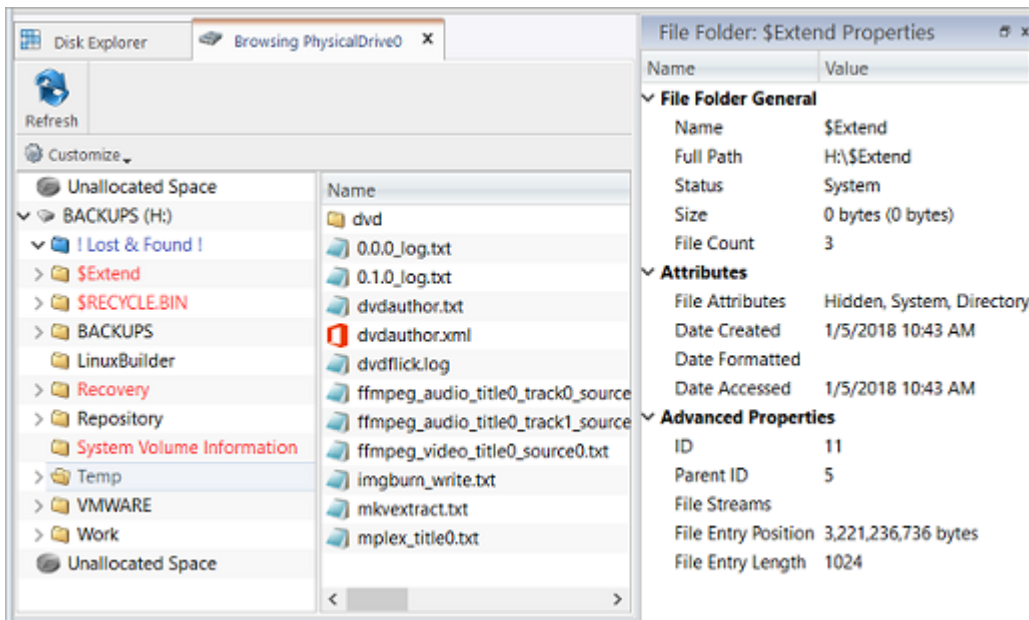 Disk Explorer
Browsing PhysicalDrive0 X
Refresh
Customize
Unallocated Space
BACKUPS (H:)
! Lost & Found !
$Extend
$RECYCLE.BIN
BACKUPS
LinuxBuilder
Recovery
Repository
System Volume Information
Temp
VMWARE
Work
Unallocated Space
Name
dvd
0.0.0_log.txt
0.1.0_log.txt
dvdauthor.txt
dvdauthor.xml
dvdflick.log
ffmpeg_audio_title0_track0_source
ffmpeg_audio_title0_track1_source
ffmpeg_video_title0_source0.txt
imgburn_write.txt
mkvextract.txt
mplex_title0.txt
File Folder: $Extend Properties
Name Value
File Folder General
Name $Extend
Full Path H:\$Extend
Status System
Size 0 bytes (0 bytes)
File Count 3
Attributes
File Attributes Hidden, System, Directory
Date Created 1/5/2018 10:43 AM
Date Formatted
Date Accessed 1/5/2018 10:43 AM
Advanced Properties
ID 11
Parent ID 5
File Streams
File Entry Position 3,221,236,736 bytes
File Entry Length 1024